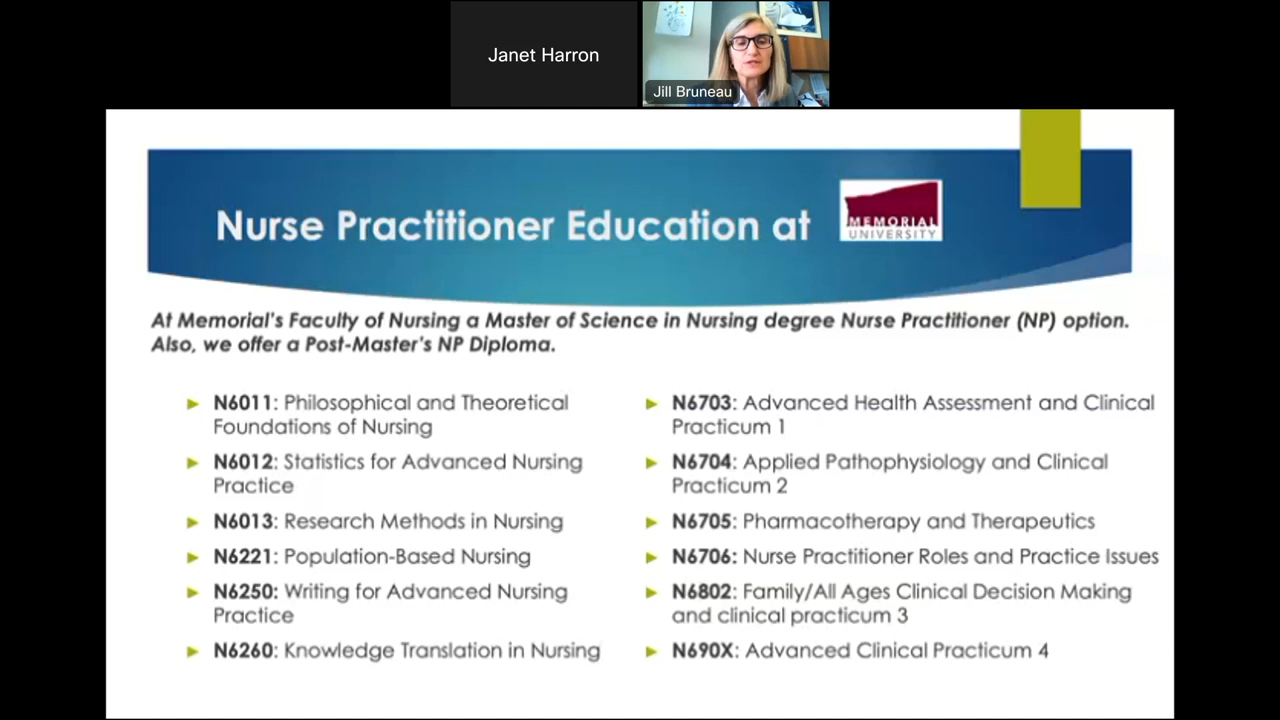 Janet Harron
Jill Bruneau
Nurse Practitioner Education at
MEMORIAL
UNIVERSITY
At Memorial's Faculty of Nursing a Master of Science in Nursing degree Nurse Practitioner (NP) option.
Also, we offer a Post-Master's NP Diploma.
► N6011: Philosophical and Theoretical
Foundations of Nursing
► N6012: Statistics for Advanced Nursing
Practice
► N6013: Research Methods in Nursing
► N6221: Population-Based Nursing
► N6250: Writing for Advanced Nursing
Practice
► N6260: Knowledge Translation in Nursing
► N6703: Advanced Health Assessment and Clinical
Practicum 1
► N6704: Applied Pathophysiology and Clinical
Practicum 2
► N6705: Pharmacotherapy and Therapeutics
► N6706: Nurse Practitioner Roles and Practice Issues
► N6802: Family/All Ages Clinical Decision Making
and clinical practicum 3
► N690X: Advanced Clinical Practicum 4